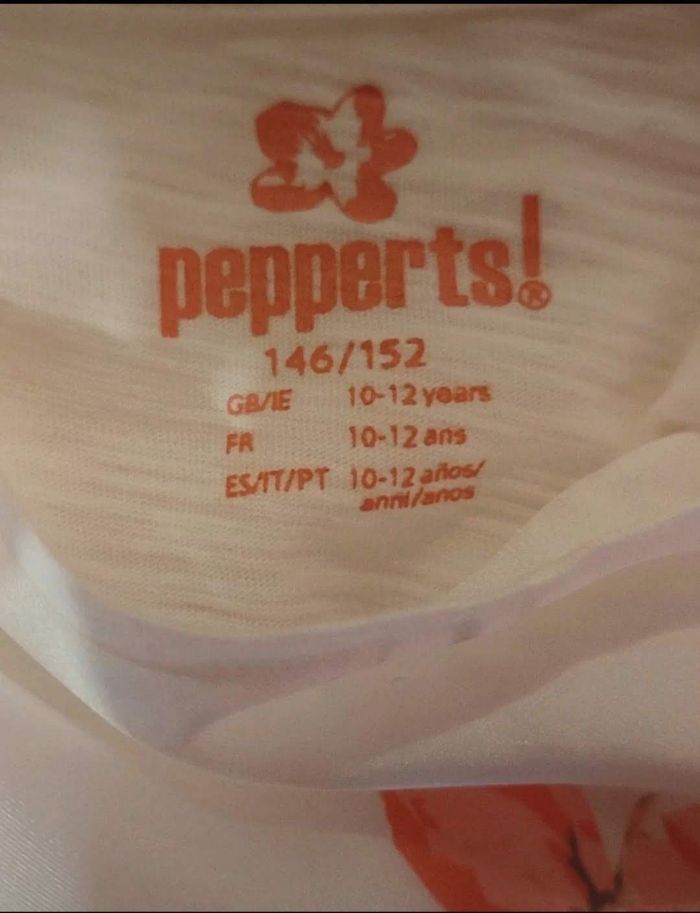 pepperts!®
146/152
GB/IE 10-12 years
FR 10-12 ans
ES/IT/PT 10-12 años/
anni/anos